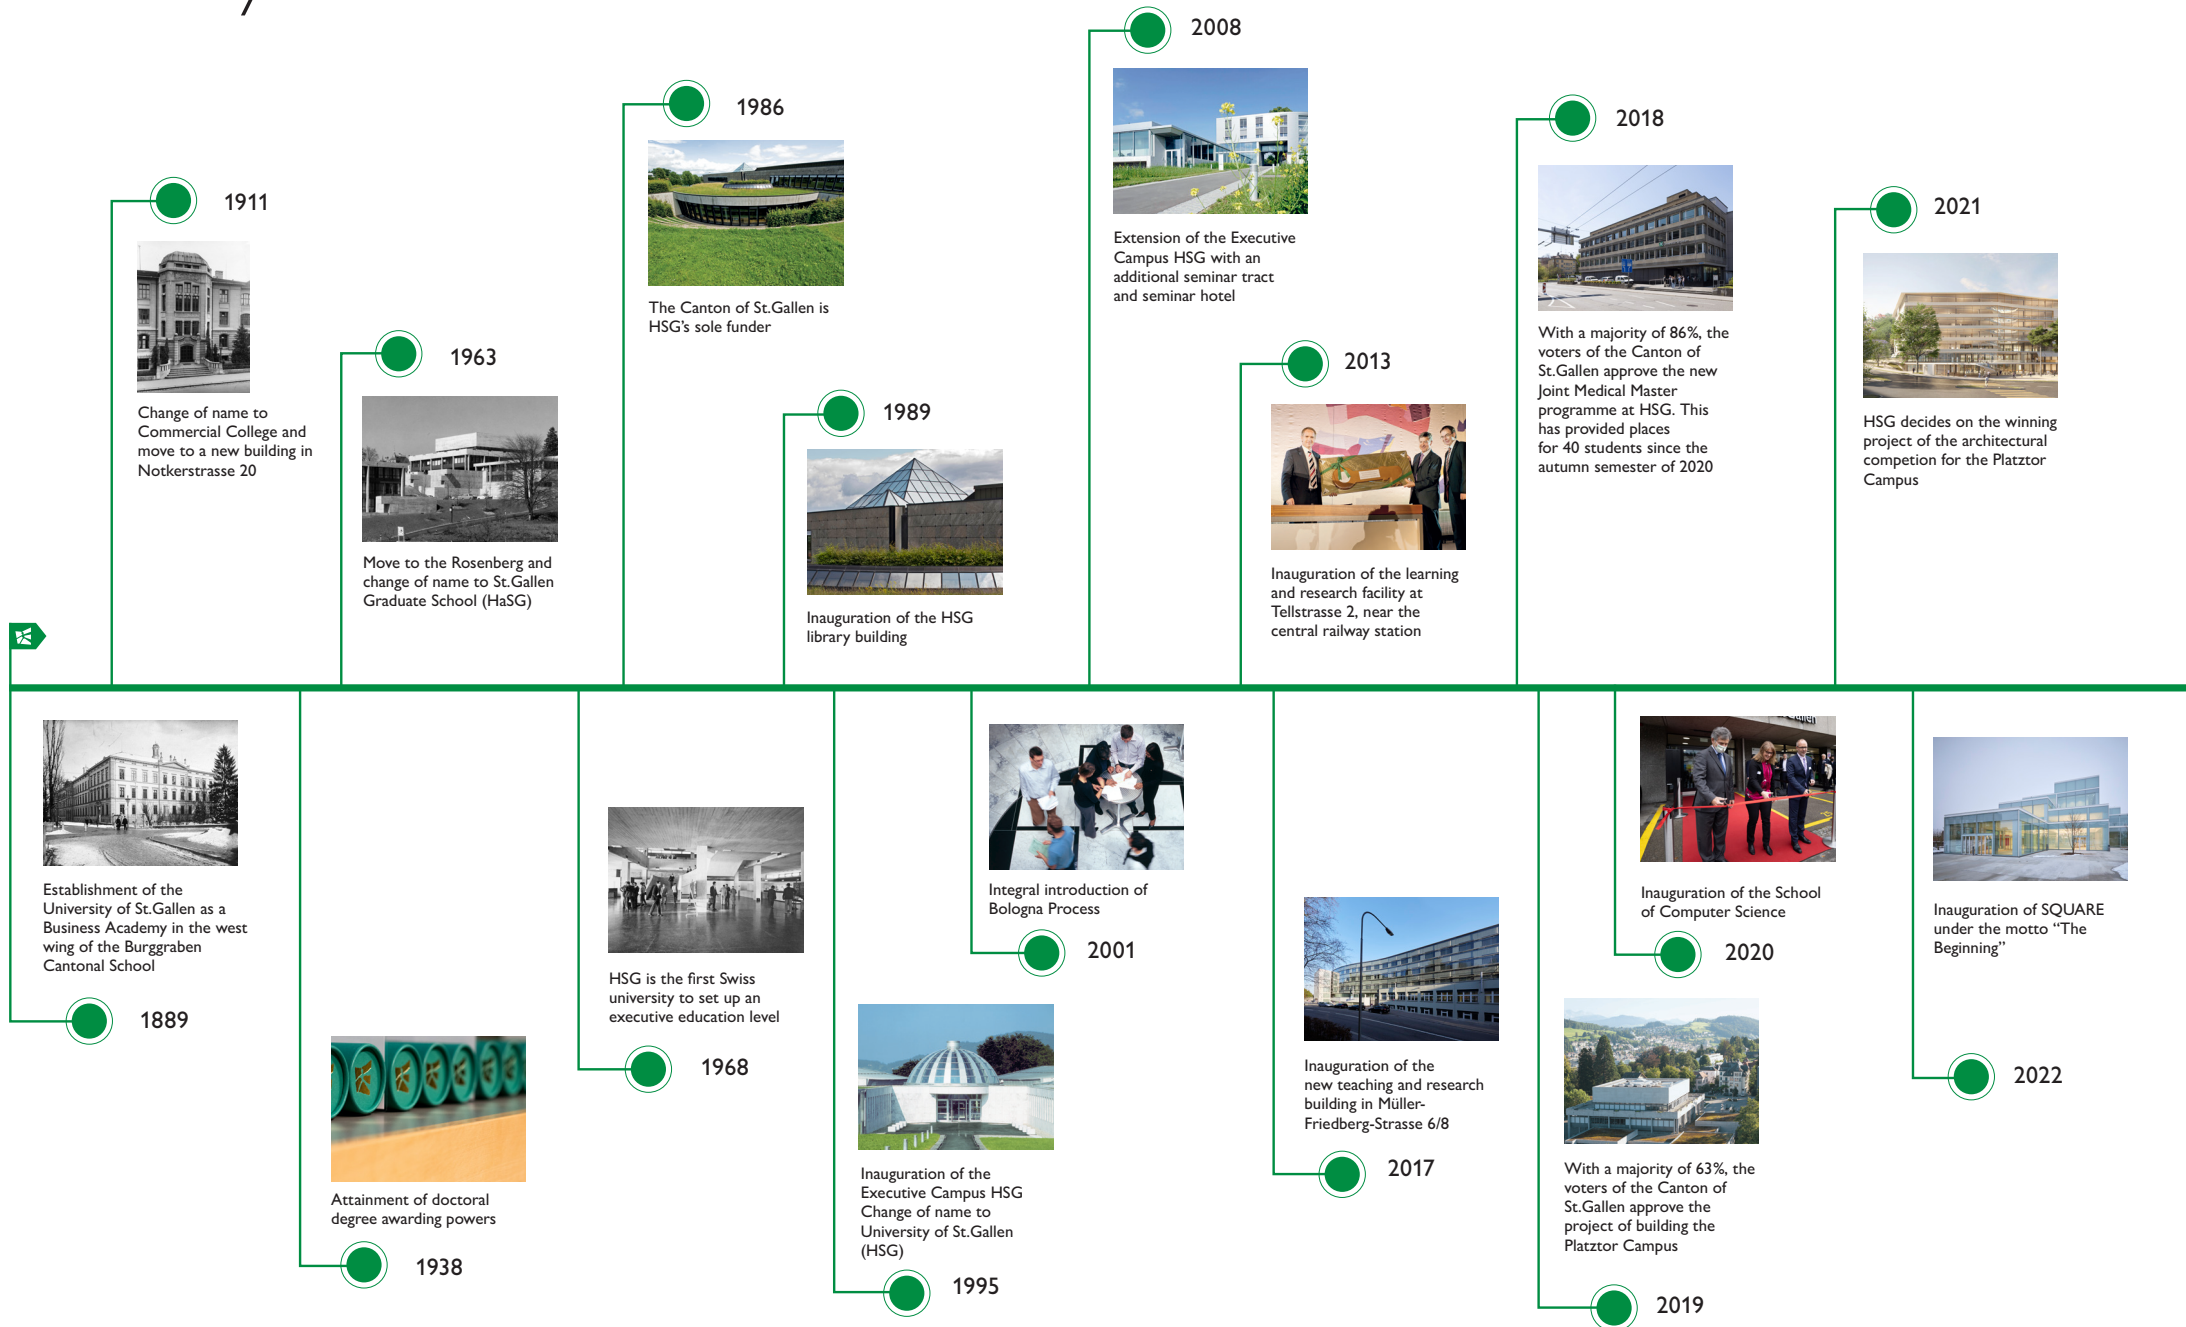 2008
1986
2018
1911
2021
Extension of the Executive
Campus HSG with an
additional seminar tract
and seminar hotel
The Canton of St.Gallen is
HSG’s sole funder
With a majority of 86%, the
voters of the Canton of
St.Gallen approve the new
Joint Medical Master
programme at HSG. This
has provided places
for 40 students since the
autumn semester of 2020
1963
2013
Change of name to
Commercial College and
move to a new building in
Notkerstrasse 20
1989
HSG decides on the winning
project of the architectural
competion for the Platztor
Campus
Move to the Rosenberg and
change of name to St.Gallen
Graduate School (HaSG)
Inauguration of the HSG
library building
Inauguration of the learning
and research facility at
Tellstrasse 2, near the
central railway station
Establishment of the
University of St.Gallen as a
Business Academy in the west
wing of the Burggraben
Cantonal School
1889
Attainment of doctoral
degree awarding powers
1938
HSG is the first Swiss
university to set up an
executive education level
1968
Inauguration of the
Executive Campus HSG
Change of name to
University of St.Gallen
(HSG)
1995
Integral introduction of
Bologna Process
2001
Inauguration of the
new teaching and research
building in Müller-
Friedberg-Strasse 6/8
2017
Inauguration of the School
of Computer Science
2020
With a majority of 63%, the
voters of the Canton of
St.Gallen approve the
project of building the
Platztor Campus
2019
Inauguration of SQUARE
under the motto “The
Beginning”
2022